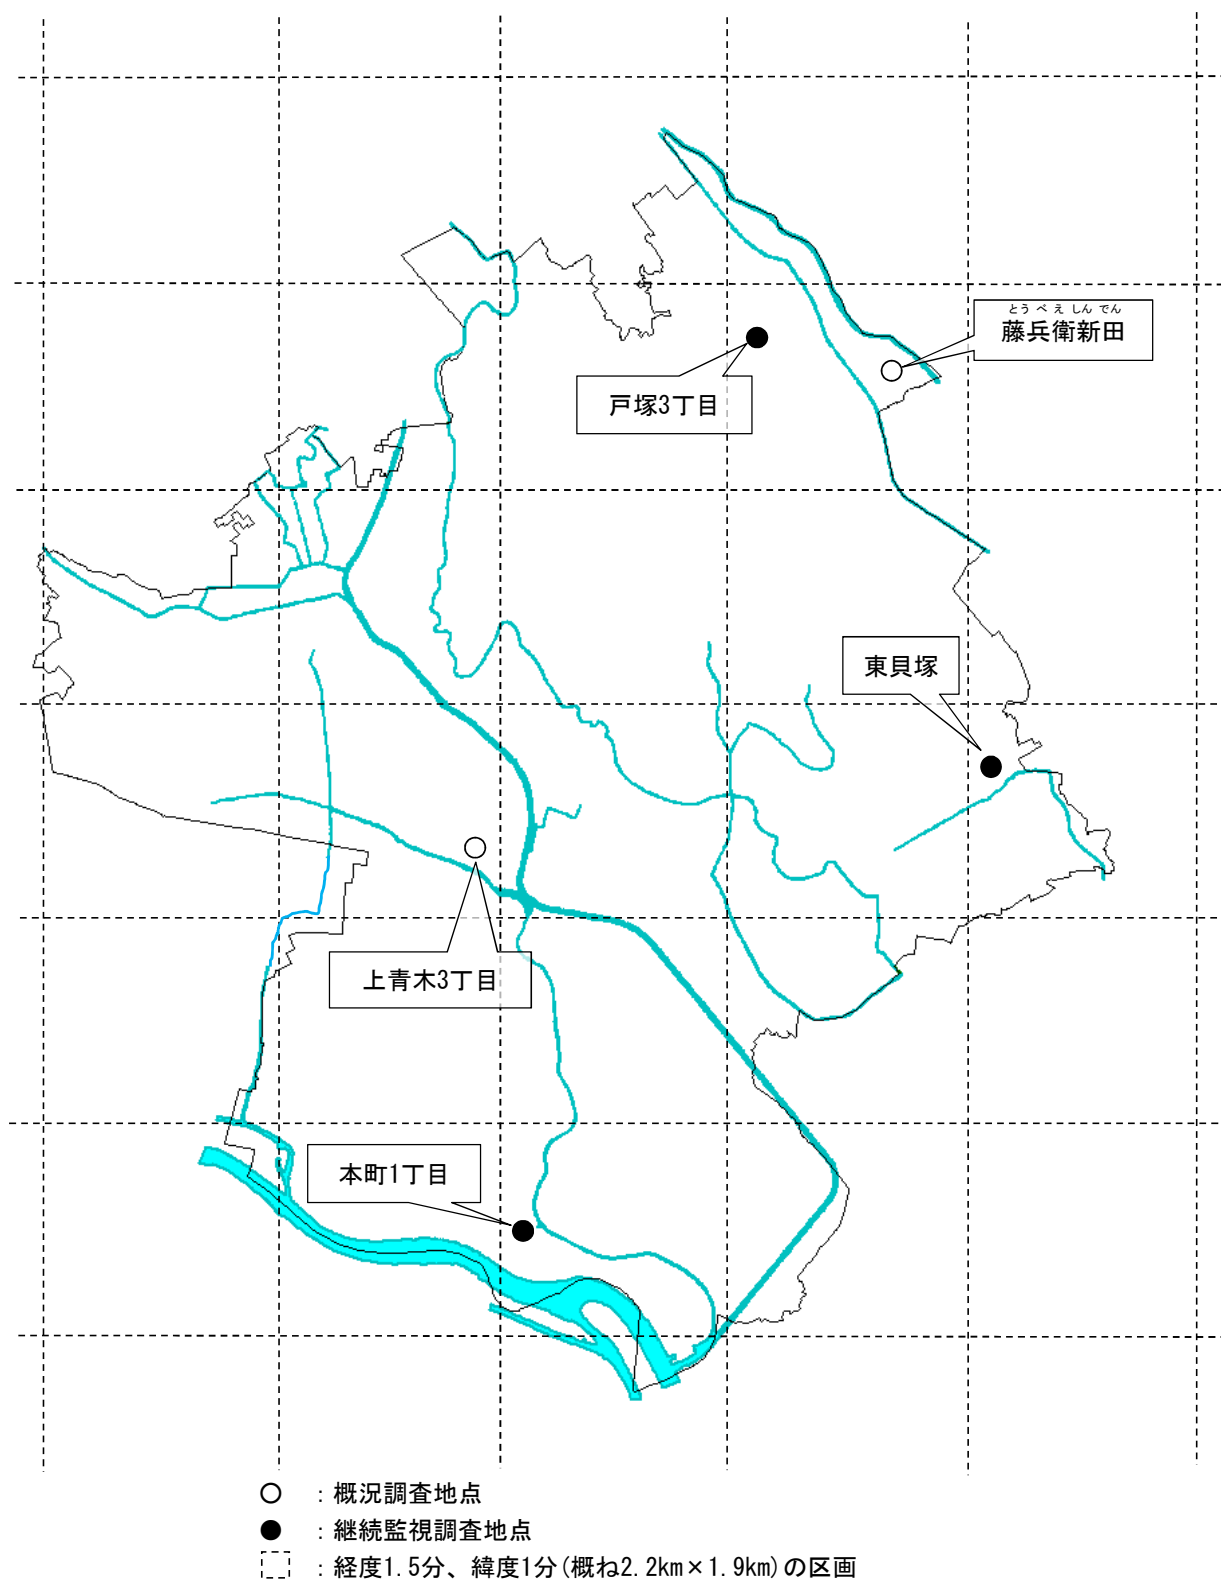 とうべえしんでん
藤兵衛新田
戸塚3丁目
東貝塚
上青木3丁目
本町1丁目
○ : 概況調査地点
● : 継続監視調査地点
: 経度1.5分、緯度1分(概ね2.2km×1.9km)の区画